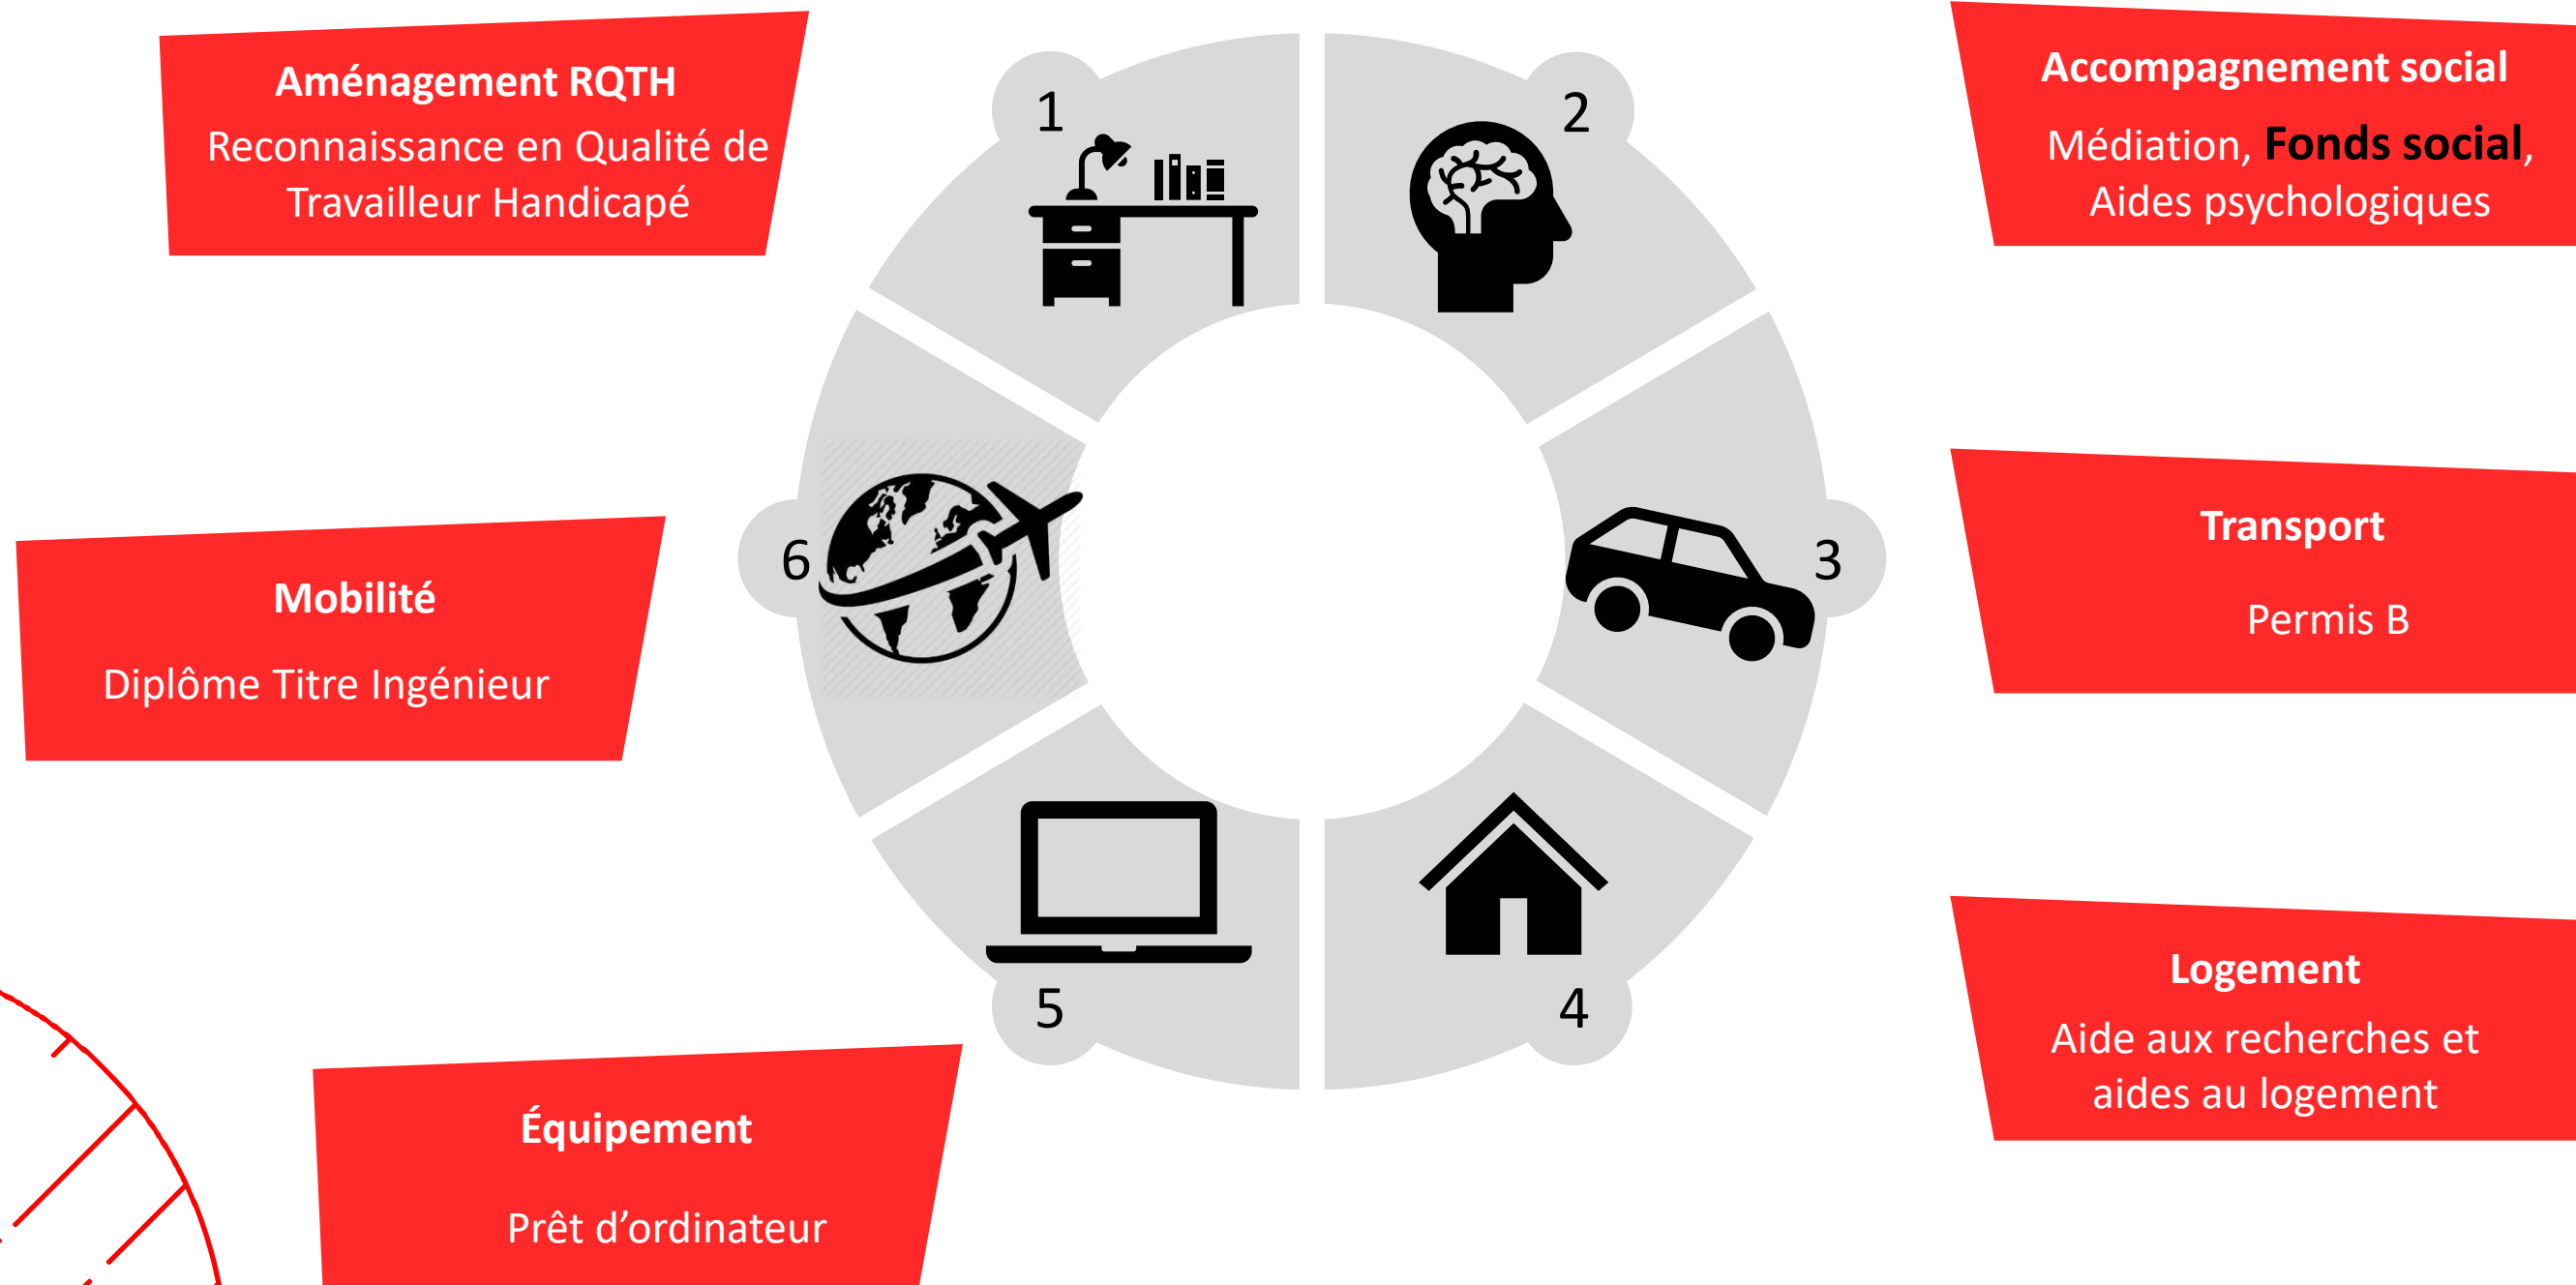 Aménagement RQTH
Reconnaissance en Qualité de
Travailleur Handicapé
1
2
Accompagnement social
Médiation, Fonds social,
Aides psychologiques
Mobilité
Diplôme Titre Ingénieur
6
3
Transport
Permis B
Équipement
Prêt d’ordinateur
5
4
Logement
Aide aux recherches et
aides au logement